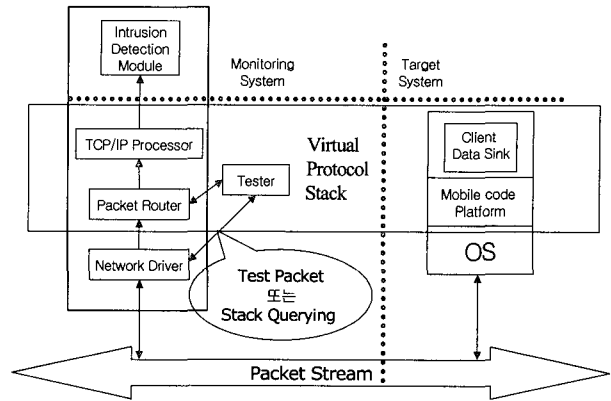 Intrusion
Detection
Module
Monitoring
System
Target
System
TCP/IP Processor
Virtual
Protocol
Stack
Client
Data Sink
Tester
Packet Router
Mobile code
Platform
Network Driver
OS
Test Packet
또는
Stack Querying
Packet Stream